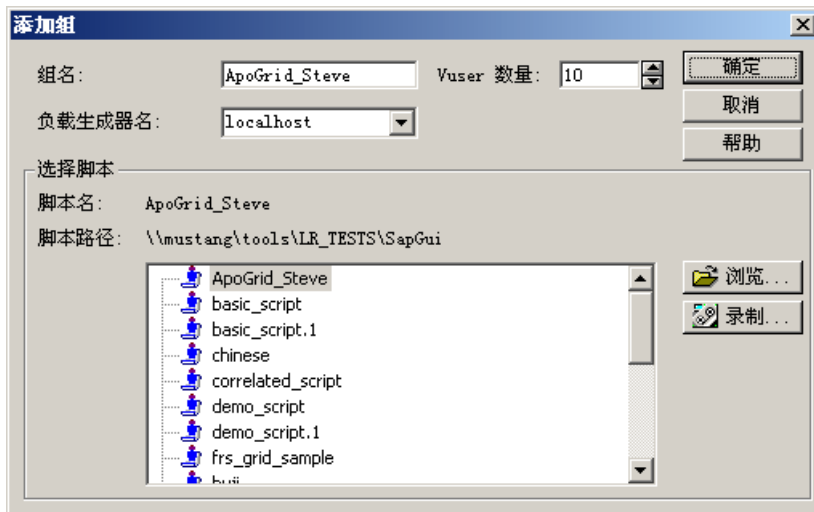 添加组
组名: ApoGrid_Steve Vuser 数量: 10 确定
取消
负载生成器名: localhost
帮助
选择脚本
脚本名: ApoGrid_Steve
脚本路径: \\mustang\tools\LR_TESTS\SapGui
ApoGrid_Steve 浏览...
basic_script 录制...
basic_script.1
chinese
correlated_script
demo_script
demo_script.1
frs_grid_sample